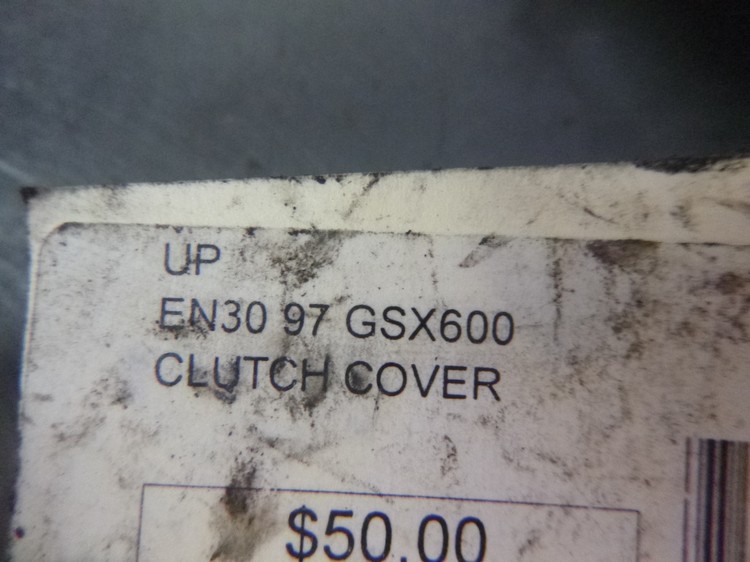 UP
EN30 97 GSX600
CLUTCH COVER
$50.00